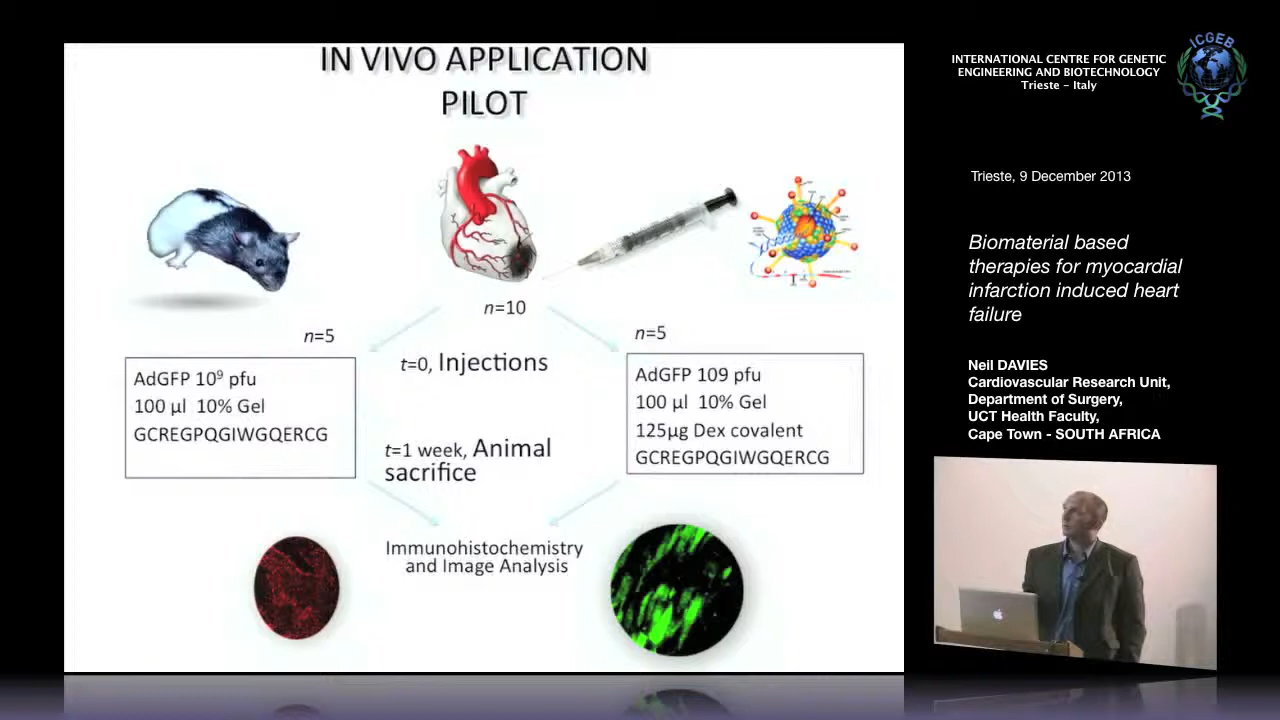 IN VIVO APPLICATION
PILOT
n=10
n=5
n=5
AdGFP 10⁹ pfu
100 µl 10% Gel
GCREGPQGIWGQERCG
t=0, Injections
AdGFP 109 pfu
100 µl 10% Gel
125µg Dex covalent
GCREGPQGIWGQERCG
t=1 week, Animal
sacrifice
Immunohistochemistry
and Image Analysis
INTERNATIONAL CENTRE FOR GENETIC
ENGINEERING AND BIOTECHNOLOGY
Trieste – Italy
ICGEB
Trieste, 9 December 2013
Biomaterial based
therapies for myocardial
infarction induced heart
failure
Neil DAVIES
Cardiovascular Research Unit,
Department of Surgery,
UCT Health Faculty,
Cape Town - SOUTH AFRICA